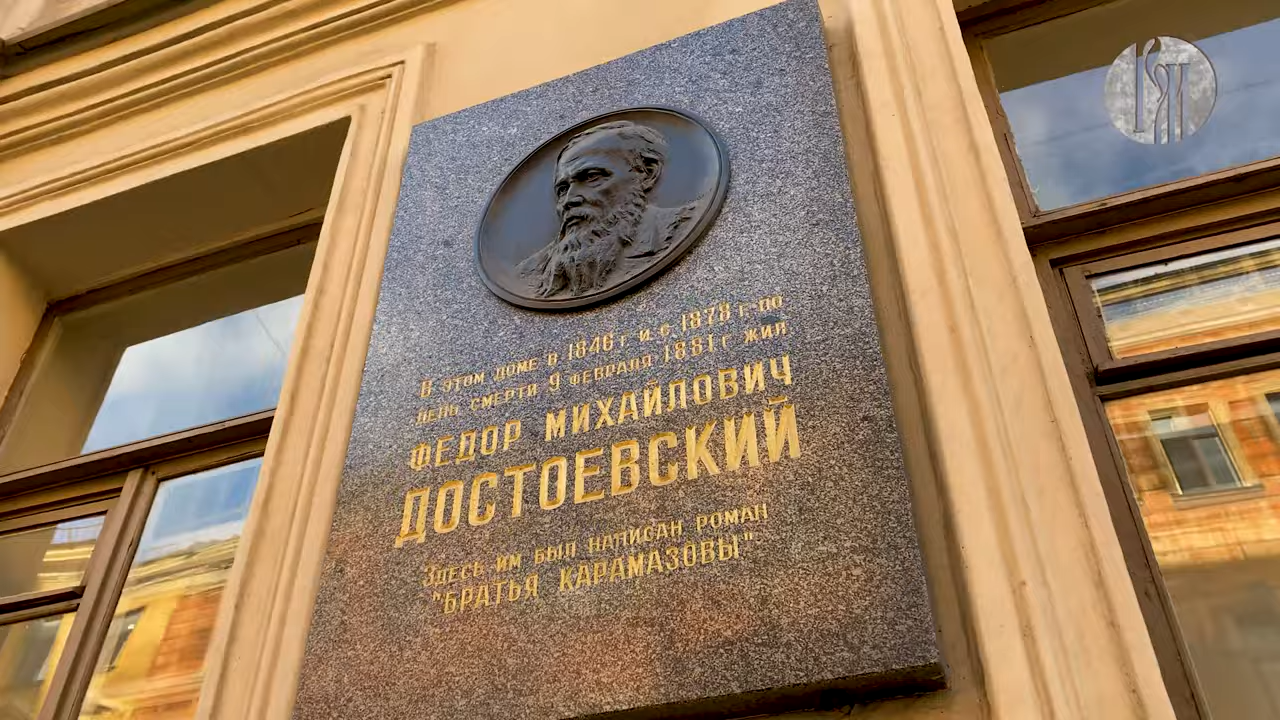 В ЭТОМ ДОМЕ В 1846 Г И С 1878 Г. ПО
ДЕНЬ СМЕРТИ 9 ФЕВРАЛЯ 1881 Г. ЖИЛ
ФЕДОР МИХАЙЛОВИЧ
ДОСТОЕВСКИЙ
ЗДЕСЬ ИМ БЫЛ НАПИСАН РОМАН
"БРАТЬЯ КАРАМАЗОВЫ".